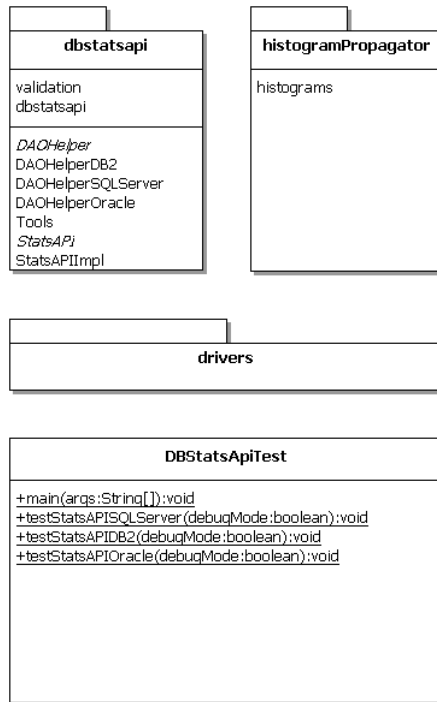 dbstatsapi
validation
dbstatsapi
DAOHelper
DAOHelperDB2
DAOHelperSQLServer
DAOHelperOracle
Tools
StatsAPI
StatsAPIImpl
histogramPropagator
histograms
drivers
DBStatsApiTest
+main(args:String[]):void
+testStatsAPISQLServer(debugMode:boolean):void
+testStatsAPIDB2(debugMode:boolean):void
+testStatsAPIOracle(debugMode:boolean):void